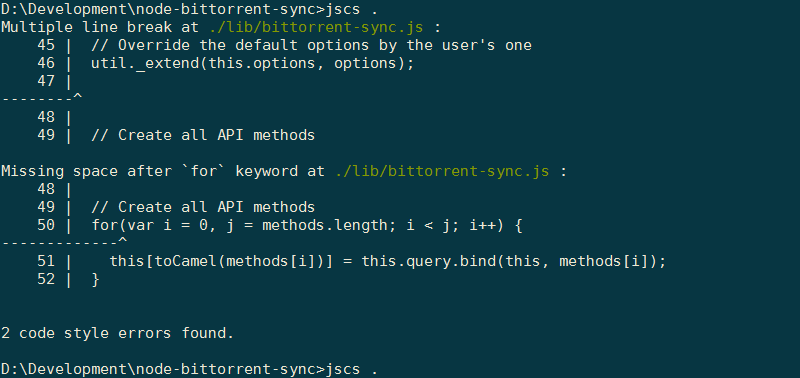 D:\Development\node-bittorrent-sync>jscs .
Multiple line break at ./lib/bittorrent-sync.js :
    45 |  // Override the default options by the user's one
    46 |  util._extend(this.options, options);
    47 |
--------^
    48 |
    49 |  // Create all API methods

Missing space after `for` keyword at ./lib/bittorrent-sync.js :
    48 |
    49 |  // Create all API methods
    50 |  for(var i = 0, j = methods.length; i < j; i++) {
-------------^
    51 |    this[toCamel(methods[i])] = this.query.bind(this, methods[i]);
    52 |  }


2 code style errors found.

D:\Development\node-bittorrent-sync>jscs .